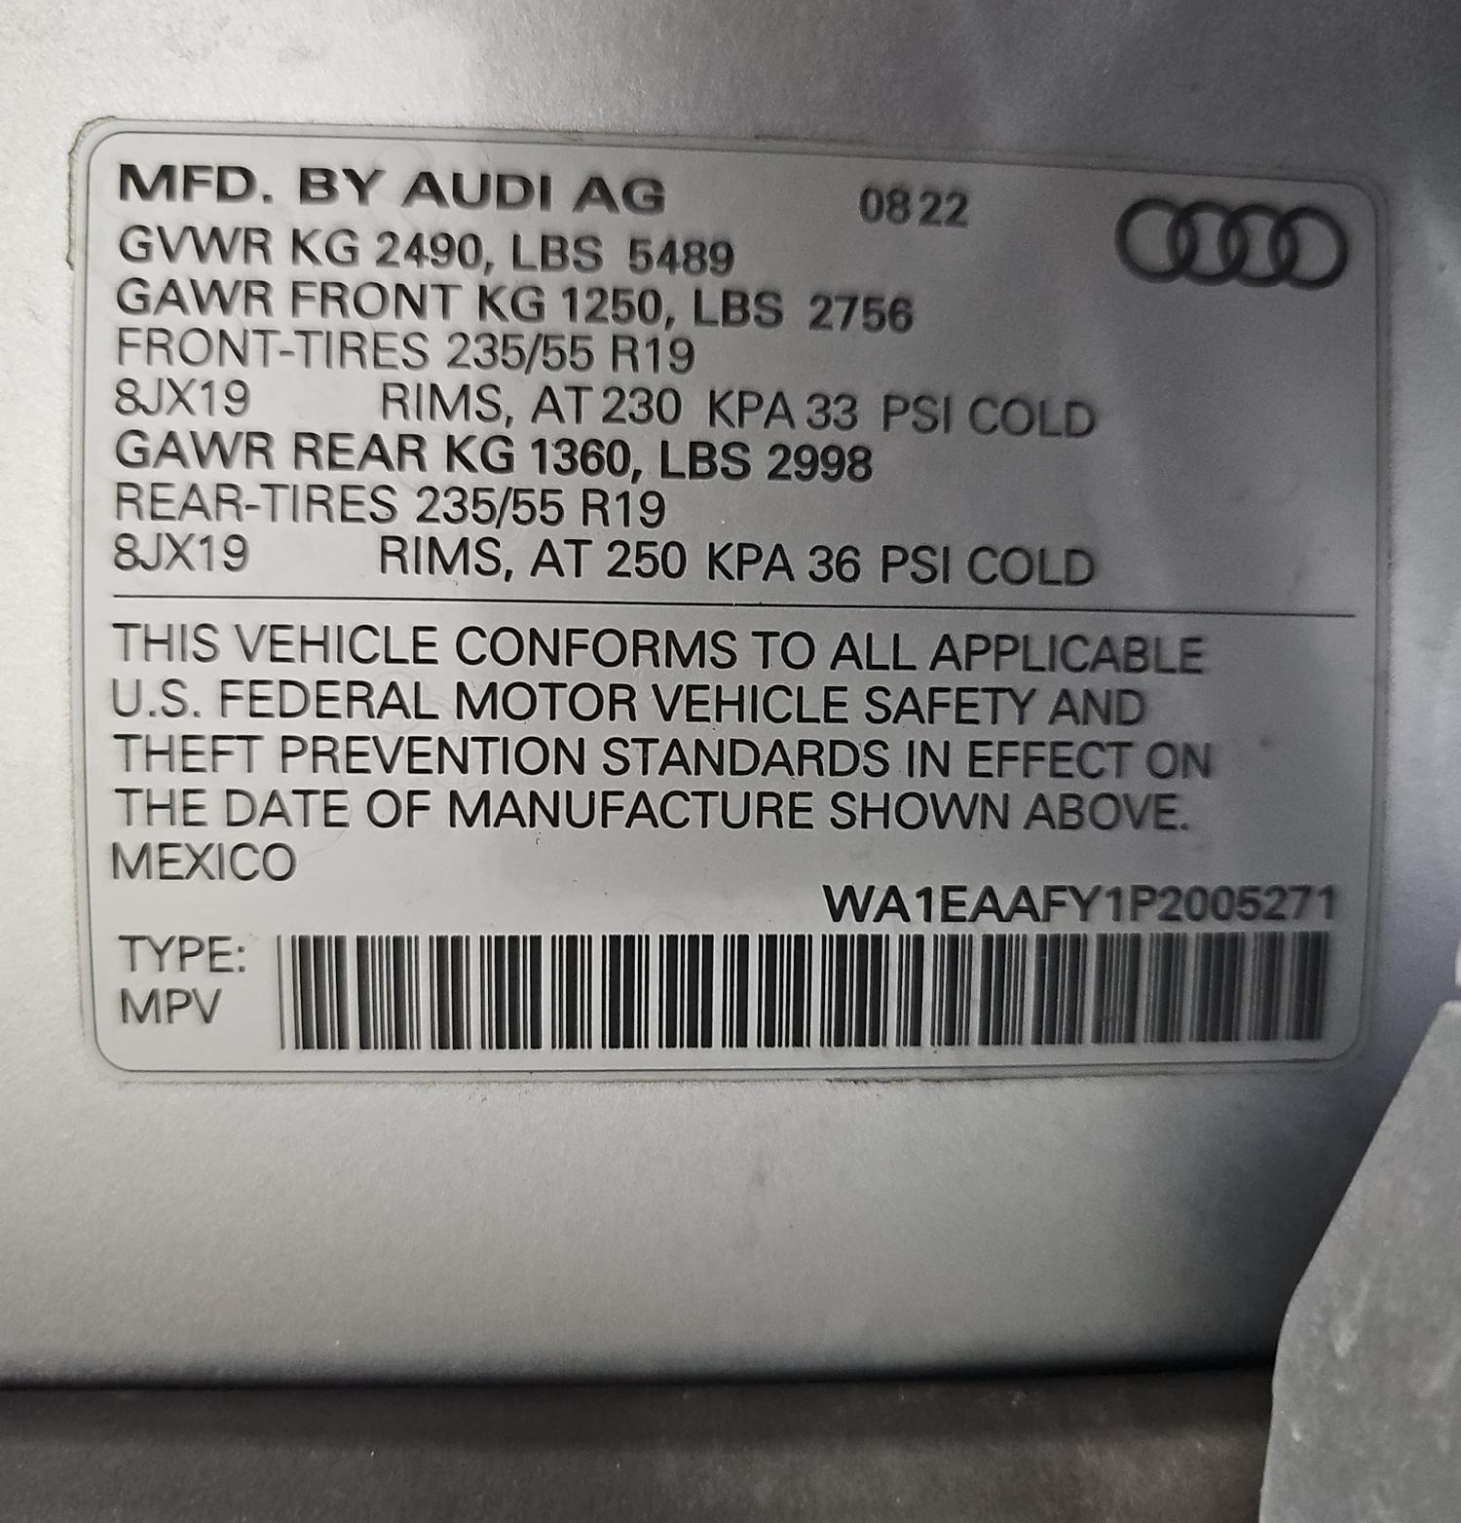 MFD. BY AUDI AG 0822
GVWR KG 2490, LBS 5489
GAWR FRONT KG 1250, LBS 2756
FRONT-TIRES 235/55 R19
8JX19 RIMS, AT 230 KPA 33 PSI COLD
GAWR REAR KG 1360, LBS 2998
REAR-TIRES 235/55 R19
8JX19 RIMS, AT 250 KPA 36 PSI COLD
THIS VEHICLE CONFORMS TO ALL APPLICABLE
U.S. FEDERAL MOTOR VEHICLE SAFETY AND
THEFT PREVENTION STANDARDS IN EFFECT ON
THE DATE OF MANUFACTURE SHOWN ABOVE.
MEXICO
WA1EAAFY1P2005271
TYPE:
MPV